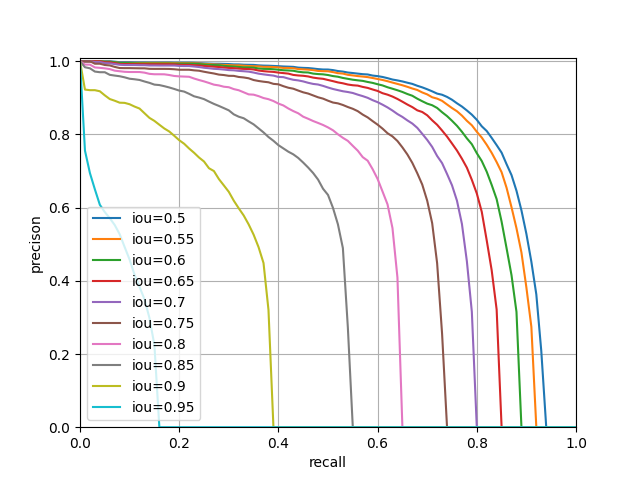 1.0
0.8
0.6
0.4
0.2
0.0
precison
iou=0.5
iou=0.55
iou=0.6
iou=0.65
iou=0.7
iou=0.75
iou=0.8
iou=0.85
iou=0.9
iou=0.95
0.0 0.2 0.4 0.6 0.8 1.0
recall